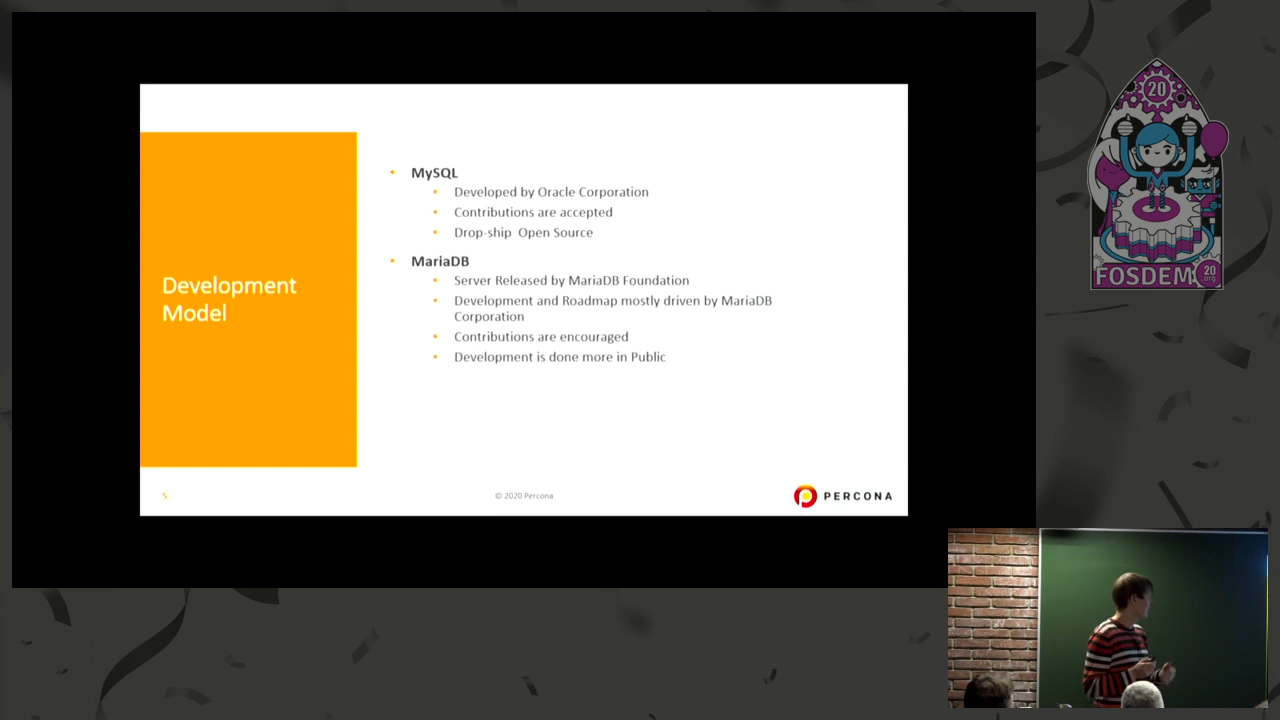 Development
Model
• MySQL
• Developed by Oracle Corporation
• Contributions are accepted
• Drop-ship Open Source
• MariaDB
• Server Released by MariaDB Foundation
• Development and Roadmap mostly driven by MariaDB
Corporation
• Contributions are encouraged
• Development is done more in Public
© 2020 Percona
PERCONA
20
FOSDEM
20
.org